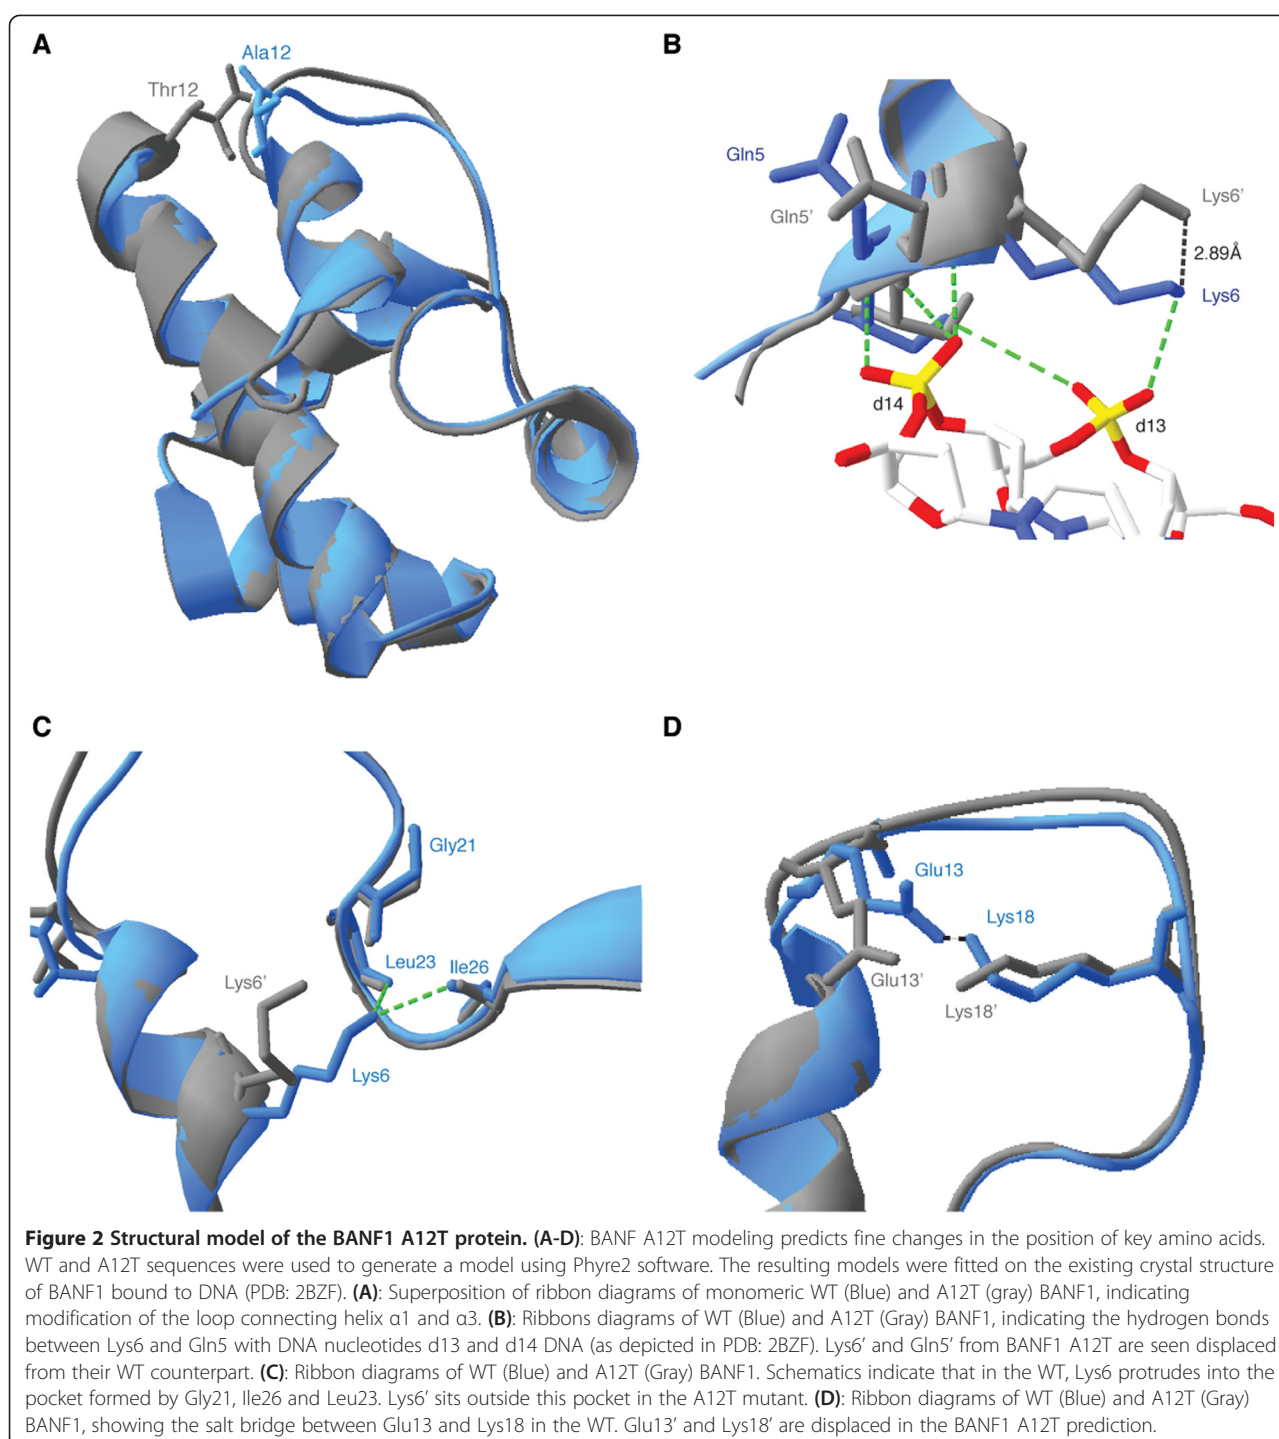 A
Ala12
Thr12
B
Gln5
Gln5'
Lys6'
2.89Å
Lys6
d14
d13
C
Gly21
Leu23
Ile26
Lys6'
Lys6
D
Glu13
Lys18
Glu13'
Lys18'
Figure 2 Structural model of the BANF1 A12T protein. (A-D): BANF A12T modeling predicts fine changes in the position of key amino acids.
WT and A12T sequences were used to generate a model using Phyre2 software. The resulting models were fitted on the existing crystal structure
of BANF1 bound to DNA (PDB: 2BZF). (A): Superposition of ribbon diagrams of monomeric WT (Blue) and A12T (gray) BANF1, indicating
modification of the loop connecting helix α1 and α3. (B): Ribbons diagrams of WT (Blue) and A12T (Gray) BANF1, indicating the hydrogen bonds
between Lys6 and Gln5 with DNA nucleotides d13 and d14 DNA (as depicted in PDB: 2BZF). Lys6' and Gln5' from BANF1 A12T are seen displaced
from their WT counterpart. (C): Ribbon diagrams of WT (Blue) and A12T (Gray) BANF1. Schematics indicate that in the WT, Lys6 protrudes into the
pocket formed by Gly21, Ile26 and Leu23. Lys6' sits outside this pocket in the A12T mutant. (D): Ribbon diagrams of WT (Blue) and A12T (Gray)
BANF1, showing the salt bridge between Glu13 and Lys18 in the WT. Glu13' and Lys18' are displaced in the BANF1 A12T prediction.